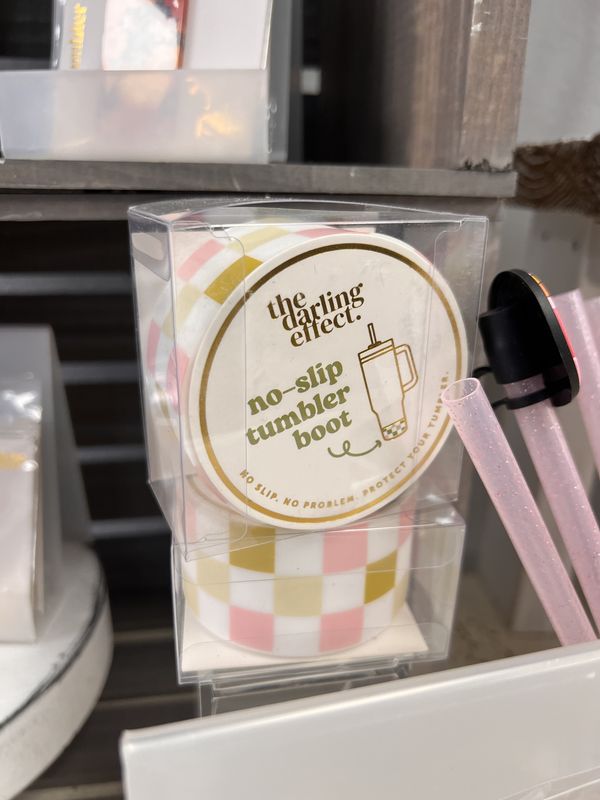 the
darling
effect.
no-slip
tumbler
boot
NO SLIP. NO PROBLEM. PROTECT YOUR TUMBLER.